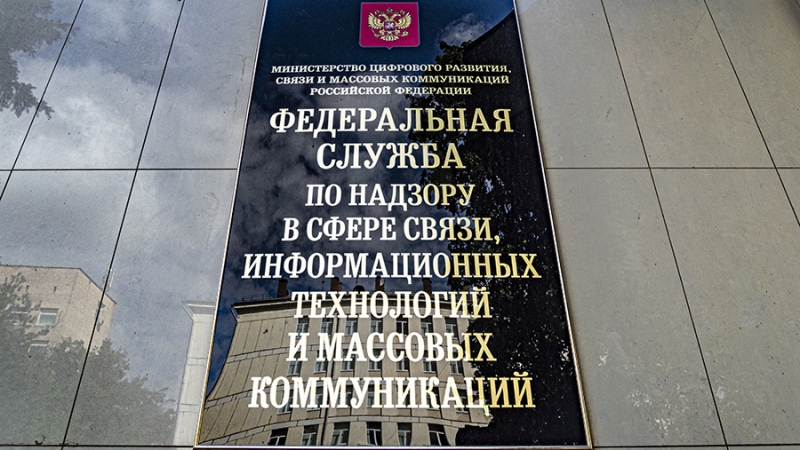 МИНИСТЕРСТВО ЦИФРОВОГО РАЗВИТИЯ,
СВЯЗИ И МАССОВЫХ КОММУНИКАЦИЙ
РОССИЙСКОЙ ФЕДЕРАЦИИ
ФЕДЕРАЛЬНАЯ
СЛУЖБА
ПО НАДЗОРУ
В СФЕРЕ СВЯЗИ,
ИНФОРМАЦИОННЫХ
ТЕХНОЛОГИЙ
И МАССОВЫХ
КОММУНИКАЦИЙ